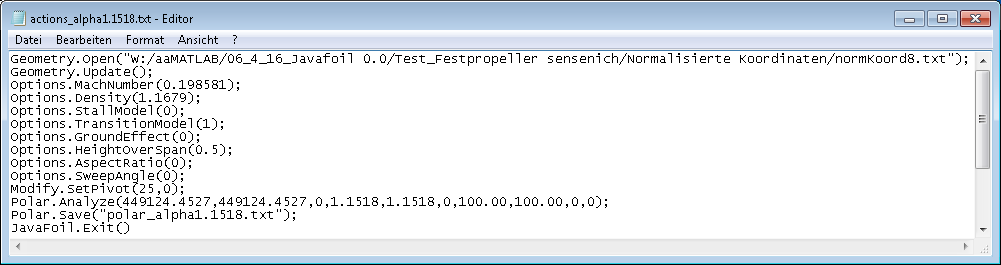 actions_alpha1.1518.txt - Editor
Datei Bearbeiten Format Ansicht ?
Geometry.Open("W:/aaMATLAB/06_4_16_Javafoil 0.0/Test_Festpropeller sensenich/Normalisierte Koordinaten/normKoord8.txt");
Geometry.Update();
Options.MachNumber(0.198581);
Options.Density(1.1679);
Options.StallModel(0);
Options.TransitionModel(1);
Options.GroundEffect(0);
Options.HeightOverSpan(0.5);
Options.AspectRatio(0);
Options.SweepAngle(0);
Modify.SetPivot(25,0);
Polar.Analyze(449124.4527,449124.4527,0,1.1518,1.1518,0,100.00,100.00,0,0);
Polar.Save("polar_alpha1.1518.txt");
JavaFoil.Exit()